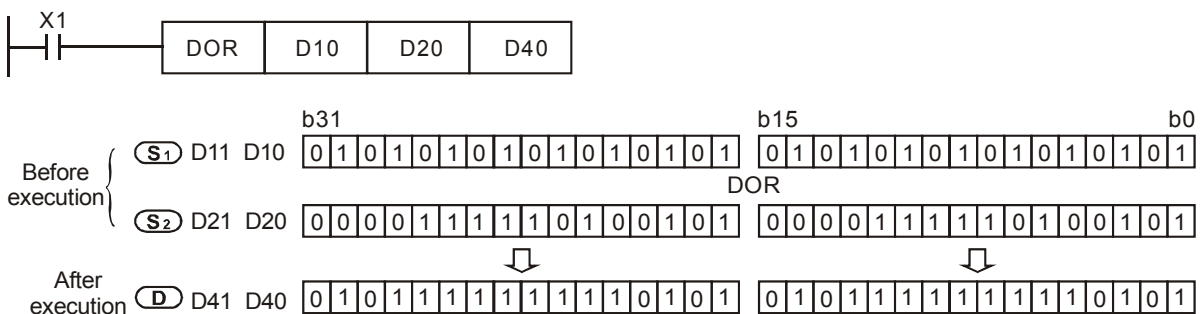 X1
DOR D10 D20 D40
b31 b15 b0
Before execution
S1 D11 D10 0 1 0 1 0 1 0 1 0 1 0 1 0 1 0 1 0 1 0 1 0 1 0 1 0 1 0 1 0 1 0 1
DOR
S2 D21 D20 0 0 0 0 1 1 1 1 1 0 1 0 0 1 0 1 0 0 0 0 1 1 1 1 1 0 1 0 0 1 0 1
After execution
D D41 D40 0 1 0 1 1 1 1 1 1 1 1 1 0 1 0 1 0 1 0 1 1 1 1 1 1 1 1 1 0 1 0 1